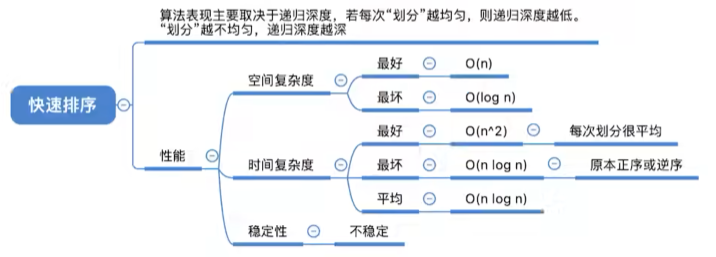 算法表现主要取决于递归深度，若每次“划分”越均匀，则递归深度越低。
“划分”越不均匀，递归深度越深
快速排序
性能
空间复杂度
最好
O(n)
最坏
O(log n)
时间复杂度
最好
O(n^2)
每次划分很平均
最坏
O(n log n)
原本正序或逆序
平均
O(n log n)
稳定性
不稳定